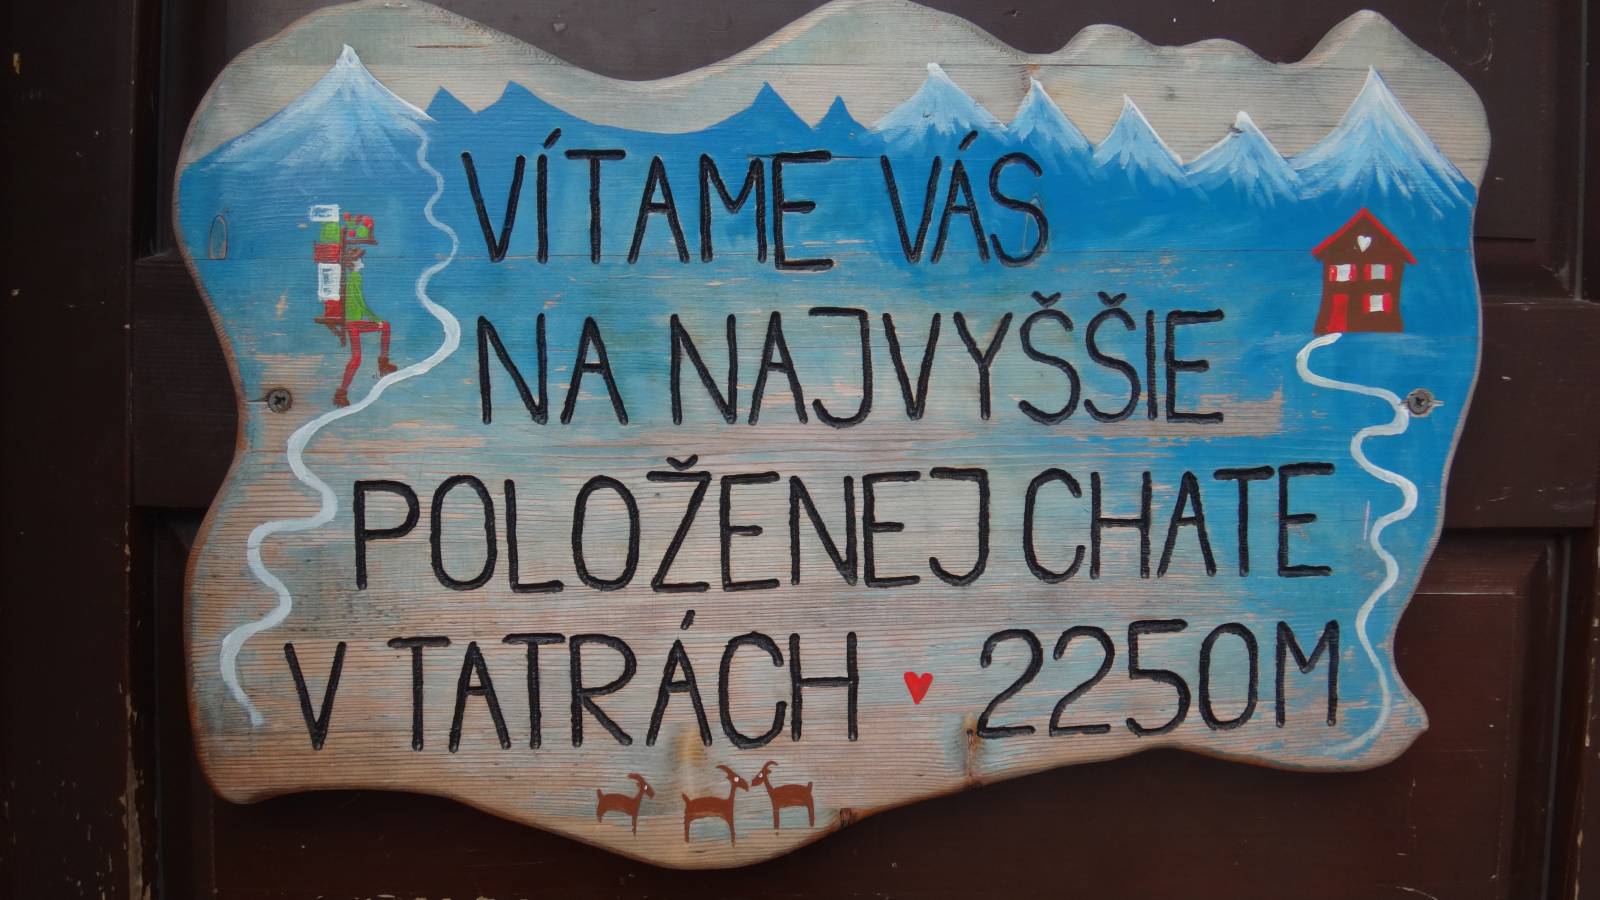 VÍTAME VÁS
NA NAJVYŠŠIE
POLOŽENEJ CHATE
V TATRÁCH ♥ 2250M